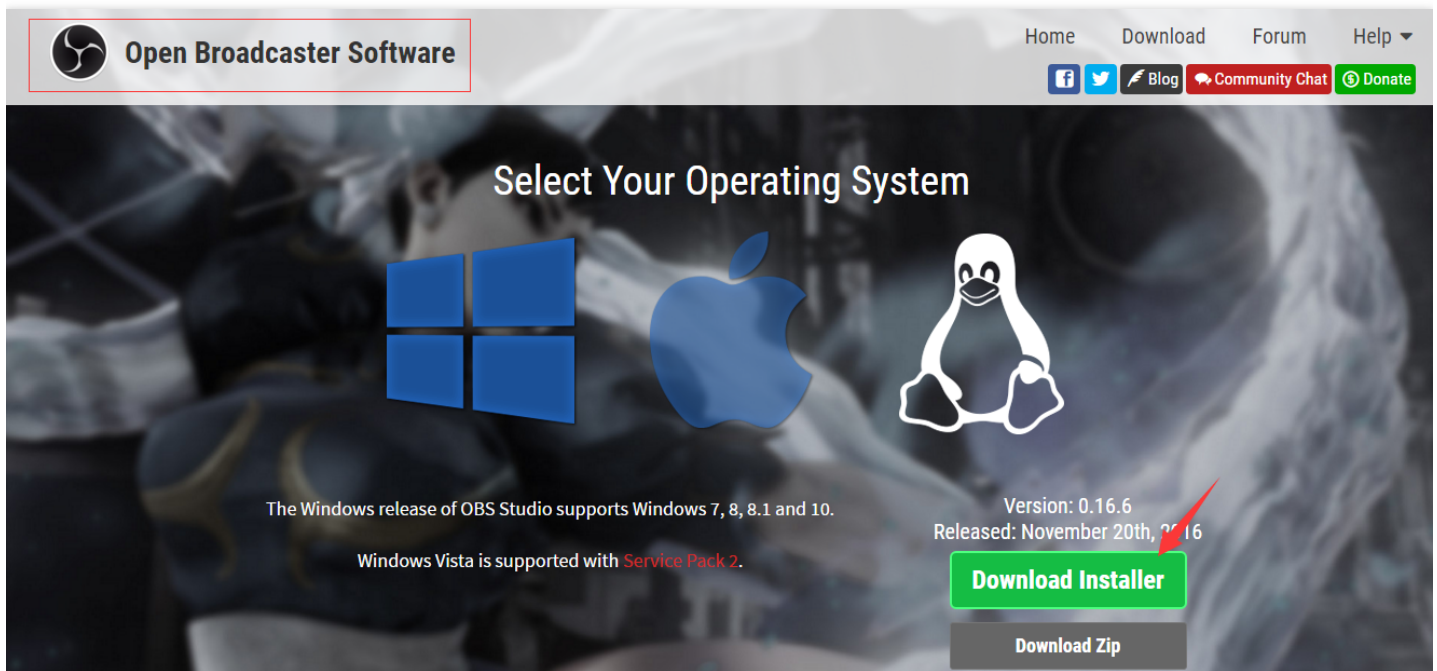 Open Broadcaster Software
Home Download Forum Help
Blog Community Chat Donate
Select Your Operating System
The Windows release of OBS Studio supports Windows 7, 8, 8.1 and 10.
Windows Vista is supported with Service Pack 2.
Version: 0.16.6
Released: November 20th, 2016
Download Installer
Download Zip